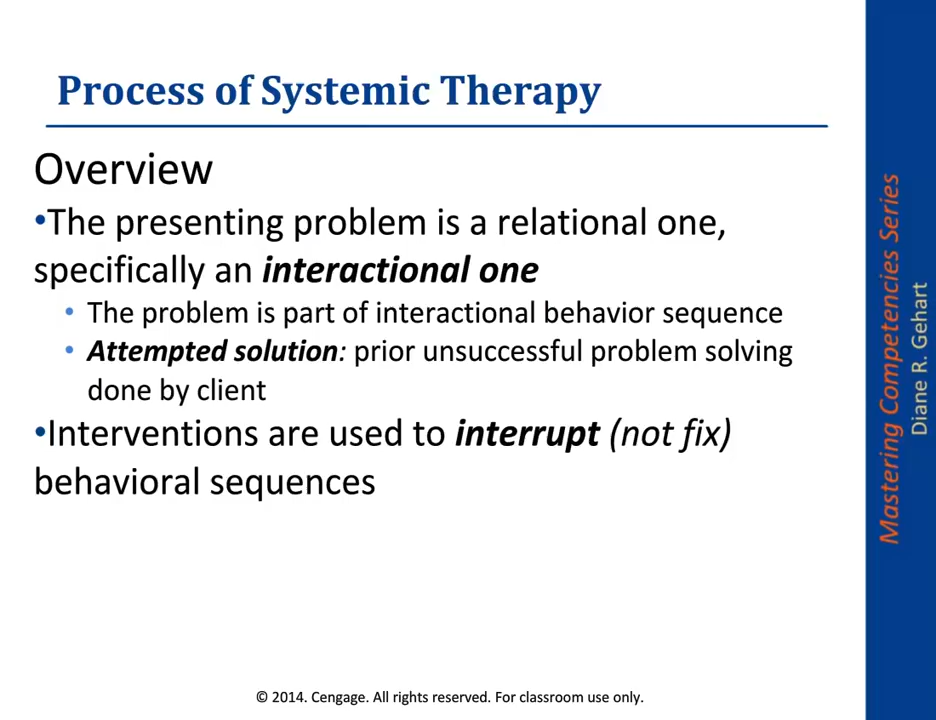 Process of Systemic Therapy
Overview
•The presenting problem is a relational one,
specifically an interactional one
• The problem is part of interactional behavior sequence
• Attempted solution: prior unsuccessful problem solving
done by client
•Interventions are used to interrupt (not fix)
behavioral sequences
© 2014. Cengage. All rights reserved. For classroom use only.
Mastering Competencies Series
Diane R. Gehart